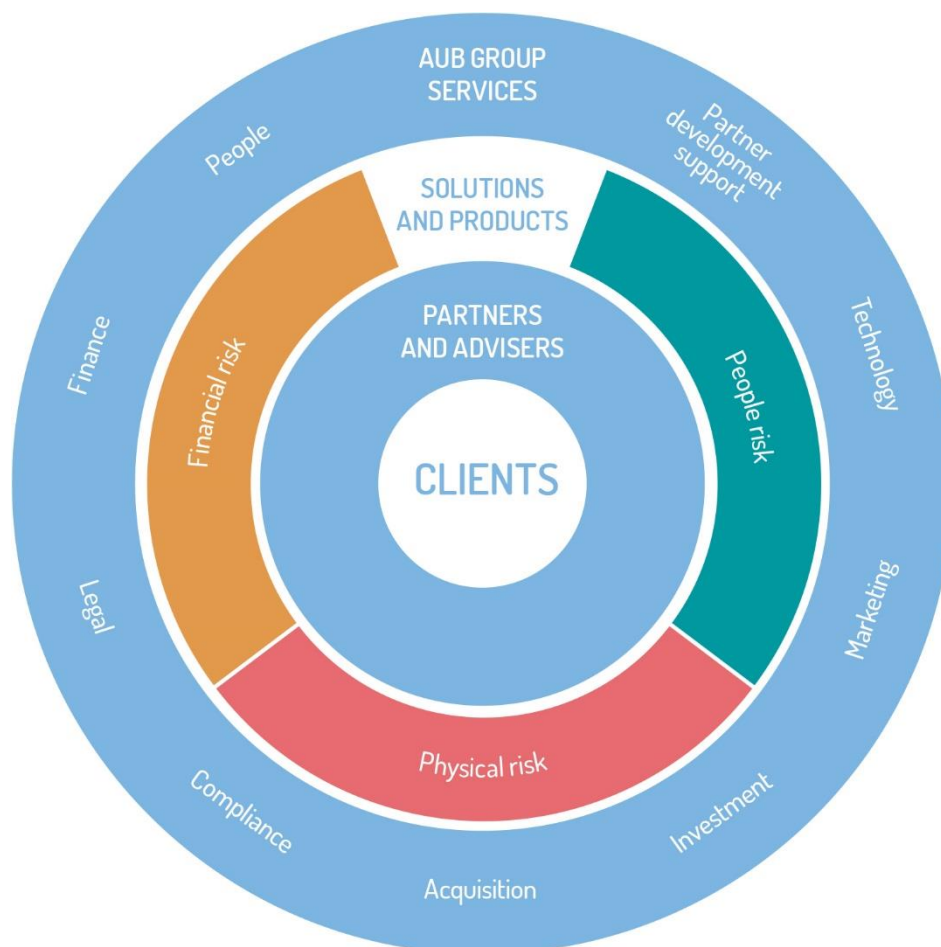 AUB GROUP
SERVICES
Partner
development
support
Technology
Marketing
Investment
Acquisition
Compliance
Legal
Finance
People
SOLUTIONS
AND PRODUCTS
People risk
Physical risk
Financial risk
PARTNERS
AND ADVISERS
CLIENTS